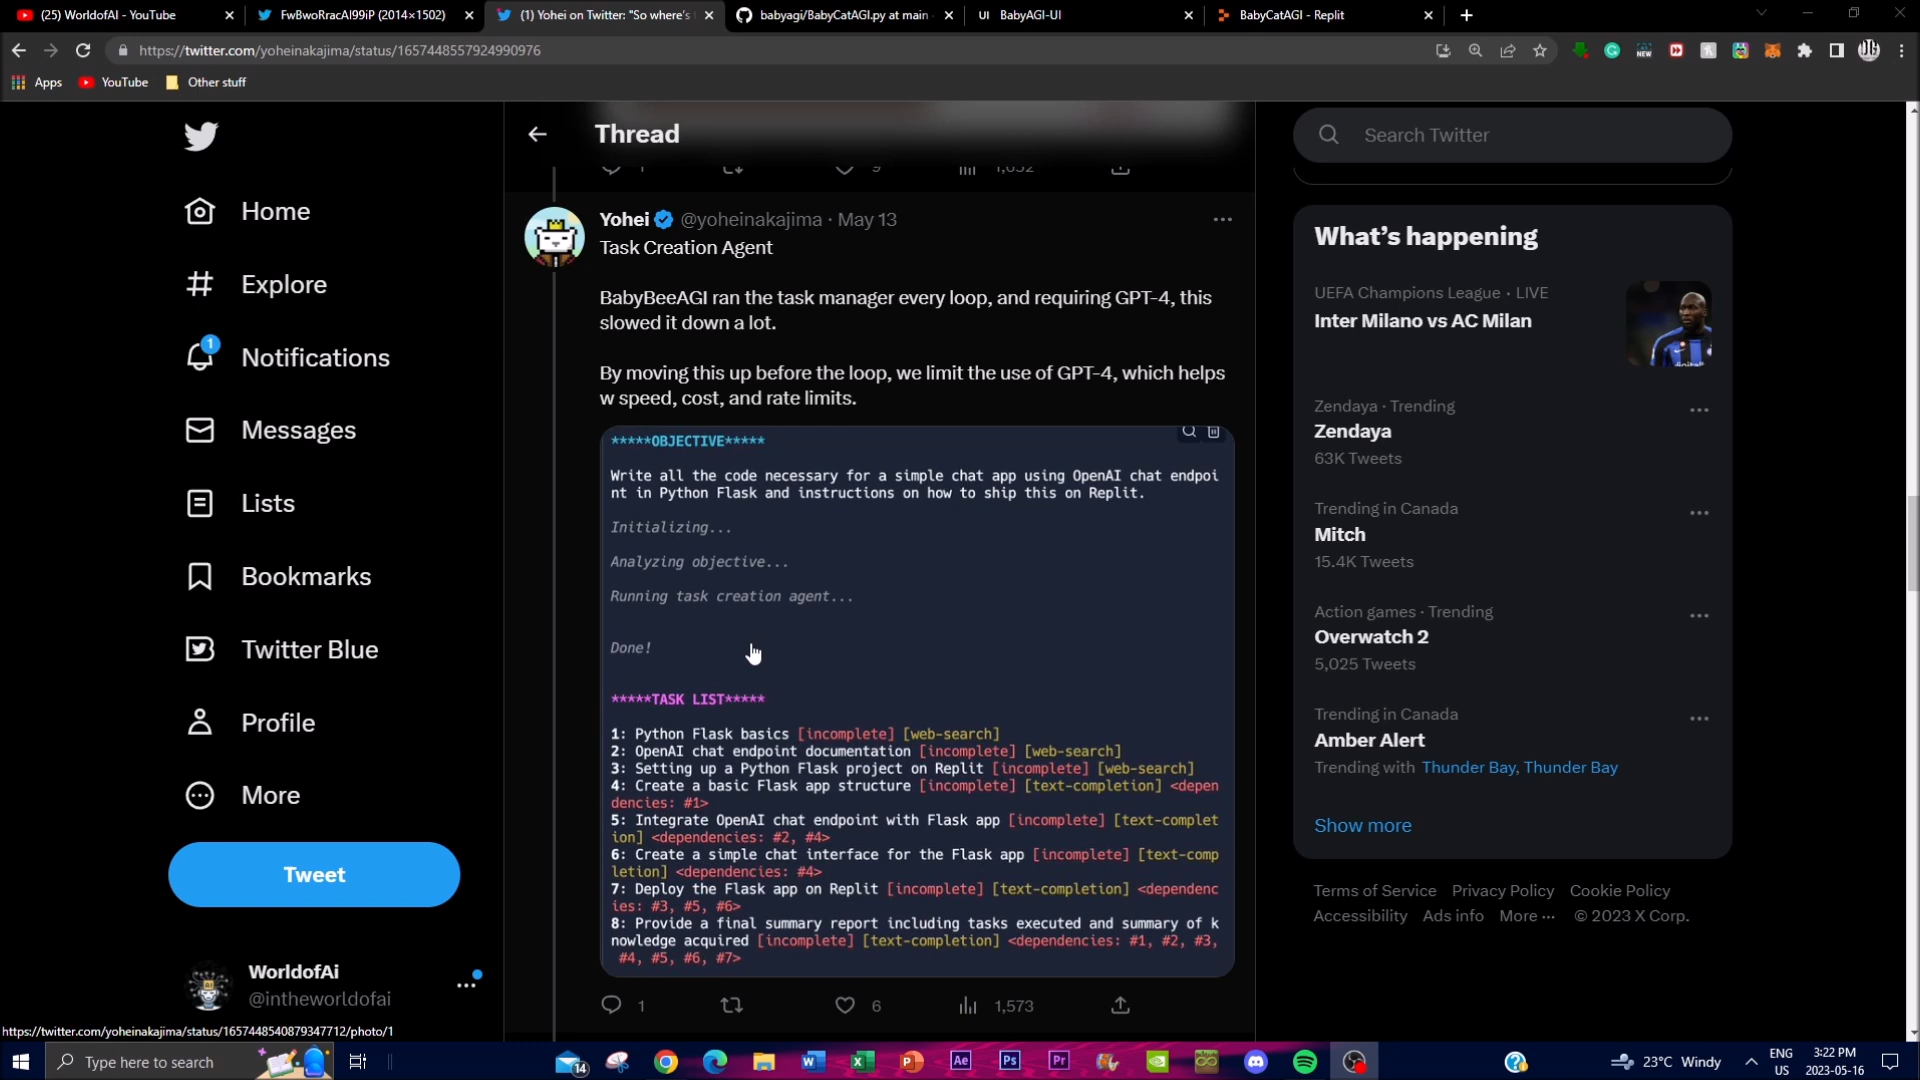 (25) WorldofAI - YouTube
FwBwoRracAI99iP (2014×1502)
(1) Yohei on Twitter: "So where's
babyagi/BabyCatAGI.py at main
UI BabyAGI-UI
BabyCatAGI - Replit
https://twitter.com/yoheinakajima/status/1657448557924990976
Apps
YouTube
Other stuff
Home
Explore
1
Notifications
Messages
Lists
Bookmarks
Twitter Blue
Profile
More
Tweet
WorldofAi
@intheworldofai
https://twitter.com/yoheinakajima/status/1657448540879347712/photo/1
Thread
Yohei @yoheinakajima · May 13
Task Creation Agent
BabyBeeAGI ran the task manager every loop, and requiring GPT-4, this
slowed it down a lot.
By moving this up before the loop, we limit the use of GPT-4, which helps
w speed, cost, and rate limits.
*****OBJECTIVE*****
Write all the code necessary for a simple chat app using OpenAI chat endpoi
nt in Python Flask and instructions on how to ship this on Replit.
Initializing...
Analyzing objective...
Running task creation agent...
Done!
*****TASK LIST*****
1: Python Flask basics [incomplete] [web-search]
2: OpenAI chat endpoint documentation [incomplete] [web-search]
3: Setting up a Python Flask project on Replit [incomplete] [web-search]
4: Create a basic Flask app structure [incomplete] [text-completion] <depen
dencies: #1>
5: Integrate OpenAI chat endpoint with Flask app [incomplete] [text-complet
ion] <dependencies: #2, #4>
6: Create a simple chat interface for the Flask app [incomplete] [text-comp
letion] <dependencies: #4>
7: Deploy the Flask app on Replit [incomplete] [text-completion] <dependenc
ies: #3, #5, #6>
8: Provide a final summary report including tasks executed and summary of k
nowledge acquired [incomplete] [text-completion] <dependencies: #1, #2, #3,
#4, #5, #6, #7>
1 6 1,573
Search Twitter
What's happening
UEFA Champions League · LIVE
Inter Milano vs AC Milan
Zendaya · Trending
Zendaya
63K Tweets
Trending in Canada
Mitch
15.4K Tweets
Action games · Trending
Overwatch 2
5,025 Tweets
Trending in Canada
Amber Alert
Trending with Thunder Bay, Thunder Bay
Show more
Terms of Service Privacy Policy Cookie Policy
Accessibility Ads info More ··· © 2023 X Corp.
Type here to search
14
Ae
Ps
Pr
23°C Windy
ENG
US
3:22 PM
2023-05-16